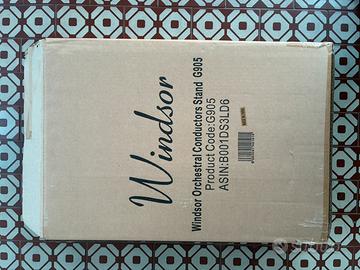 Windsor
Windsor Orchestral Conductors Stand G905
Product Code:G905
ASIN:B001DS3LD6